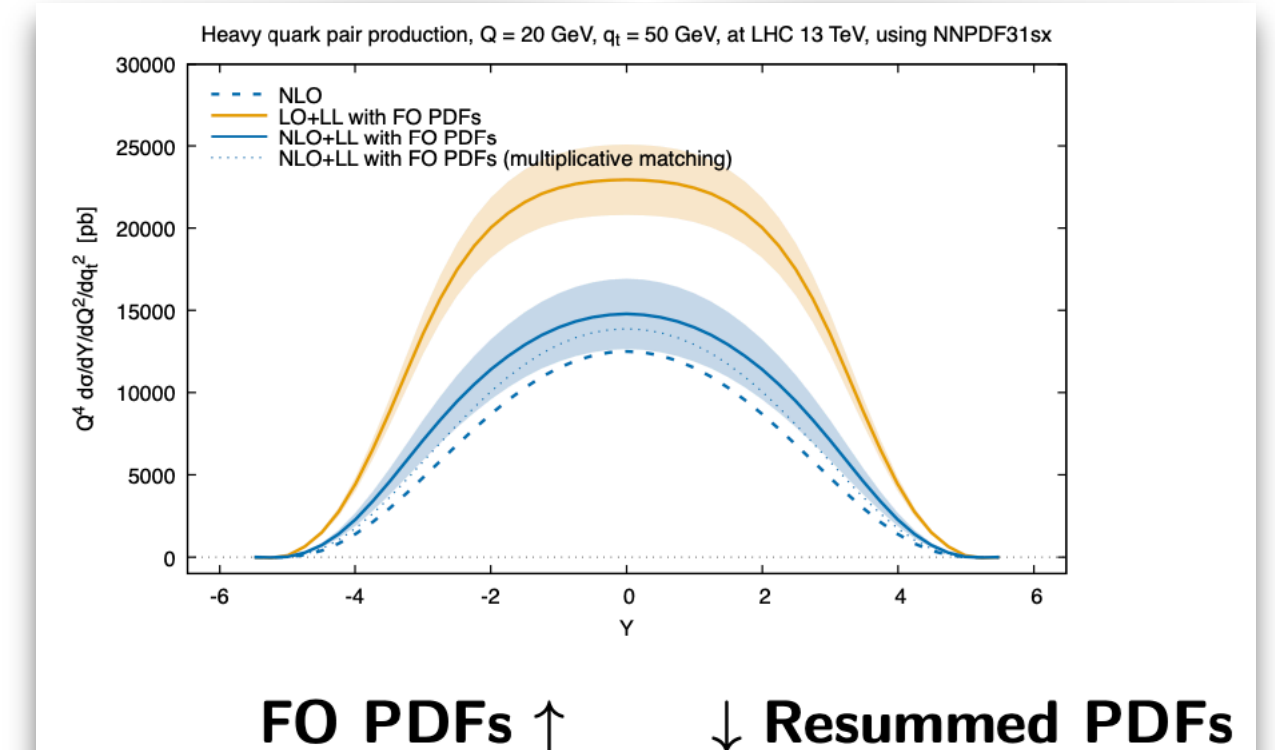 Heavy quark pair production, Q = 20 GeV, qt = 50 GeV, at LHC 13 TeV, using NNPDF31sx
30000
25000
20000
15000
10000
5000
0
Q⁴ dσ/dY/dQ²/dqt² [pb]
NLO
LO+LL with FO PDFs
NLO+LL with FO PDFs
NLO+LL with FO PDFs (multiplicative matching)
-6 -4 -2 0 2 4 6
Y
FO PDFs ↑ ↓ Resummed PDFs